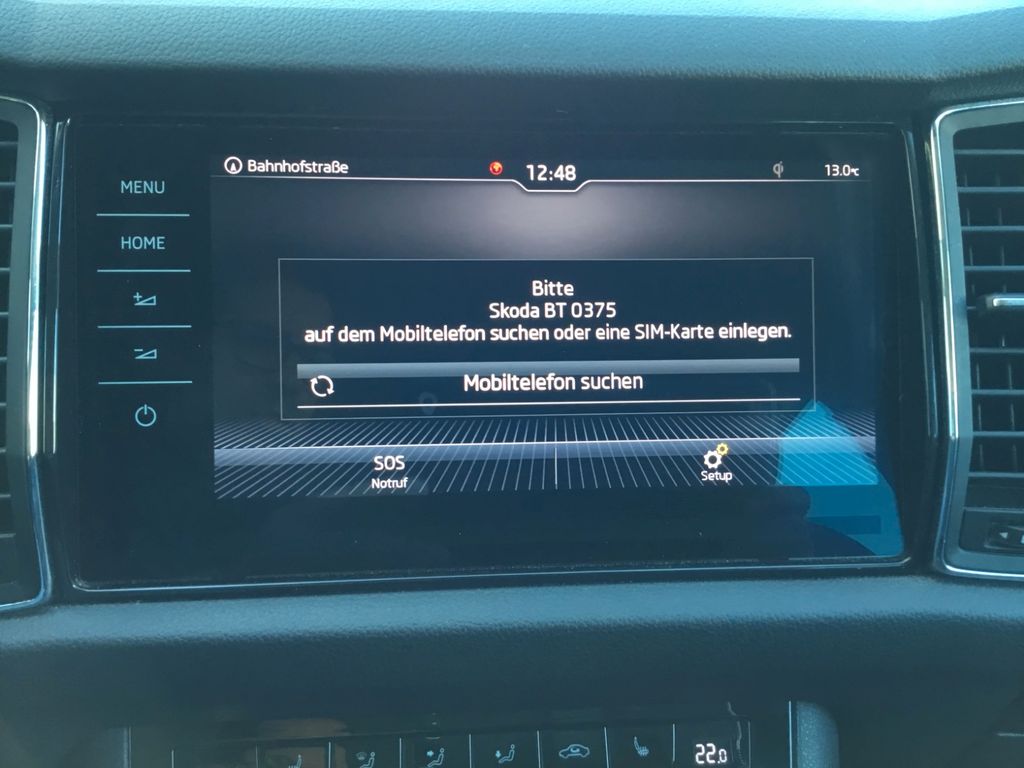 Bahnhofstraße 12:48 13.0°C
MENU
HOME
Bitte
Skoda BT 0375
auf dem Mobiltelefon suchen oder eine SIM-Karte einlegen.
Mobiltelefon suchen
SOS
Notruf
Setup
22.0